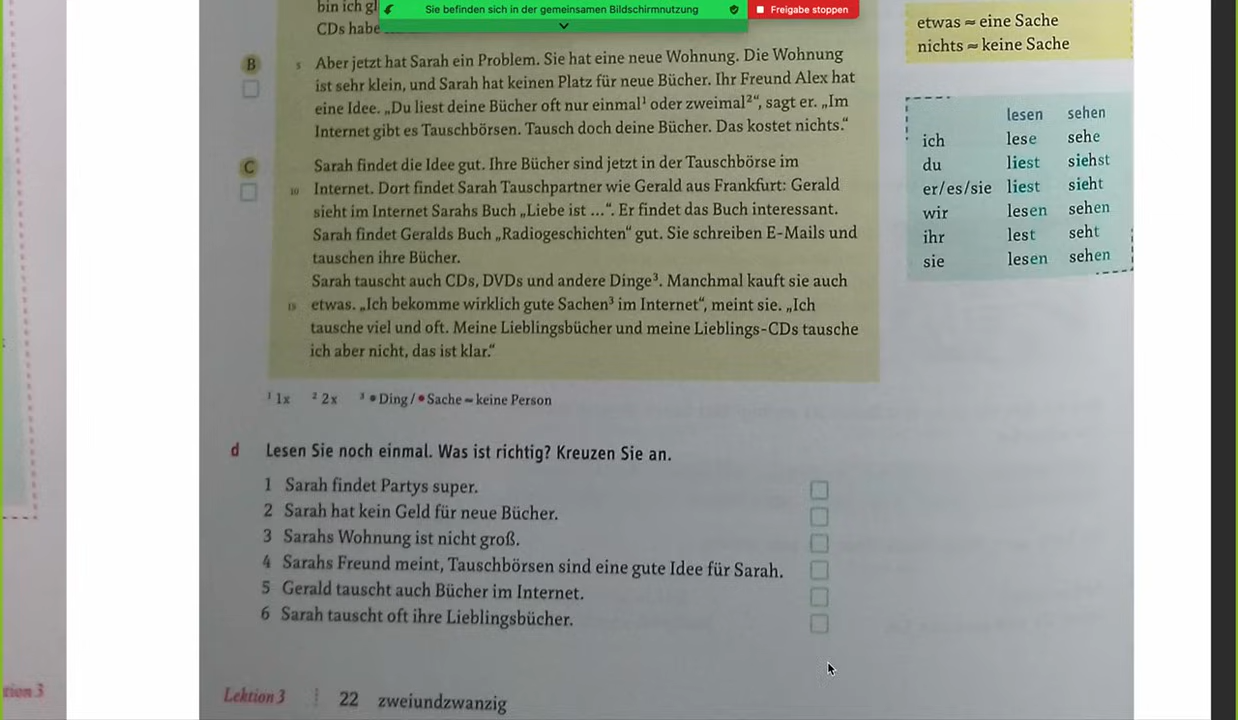 bin ich gl
Sie befinden sich in der gemeinsamen Bildschirmnutzung
Freigabe stoppen
CDs habe
B
5 Aber jetzt hat Sarah ein Problem. Sie hat eine neue Wohnung. Die Wohnung
ist sehr klein, und Sarah hat keinen Platz für neue Bücher. Ihr Freund Alex hat
eine Idee. „Du liest deine Bücher oft nur einmal¹ oder zweimal²“, sagt er. „Im
Internet gibt es Tauschbörsen. Tausch doch deine Bücher. Das kostet nichts.“
C
Sarah findet die Idee gut. Ihre Bücher sind jetzt in der Tauschbörse im
10 Internet. Dort findet Sarah Tauschpartner wie Gerald aus Frankfurt: Gerald
sieht im Internet Sarahs Buch „Liebe ist ...“. Er findet das Buch interessant.
Sarah findet Geralds Buch „Radiogeschichten“ gut. Sie schreiben E-Mails und
tauschen ihre Bücher.
Sarah tauscht auch CDs, DVDs und andere Dinge³. Manchmal kauft sie auch
15 etwas. „Ich bekomme wirklich gute Sachen³ im Internet“, meint sie. „Ich
tausche viel und oft. Meine Lieblingsbücher und meine Lieblings-CDs tausche
ich aber nicht, das ist klar.“
¹ 1x ² 2x ³ • Ding / • Sache = keine Person
etwas = eine Sache
nichts = keine Sache
lesen sehen
ich lese sehe
du liest siehst
er/es/sie liest sieht
wir lesen sehen
ihr lest seht
sie lesen sehen
d Lesen Sie noch einmal. Was ist richtig? Kreuzen Sie an.
1 Sarah findet Partys super.
2 Sarah hat kein Geld für neue Bücher.
3 Sarahs Wohnung ist nicht groß.
4 Sarahs Freund meint, Tauschbörsen sind eine gute Idee für Sarah.
5 Gerald tauscht auch Bücher im Internet.
6 Sarah tauscht oft ihre Lieblingsbücher.
tion 3
Lektion 3 22 zweiundzwanzig